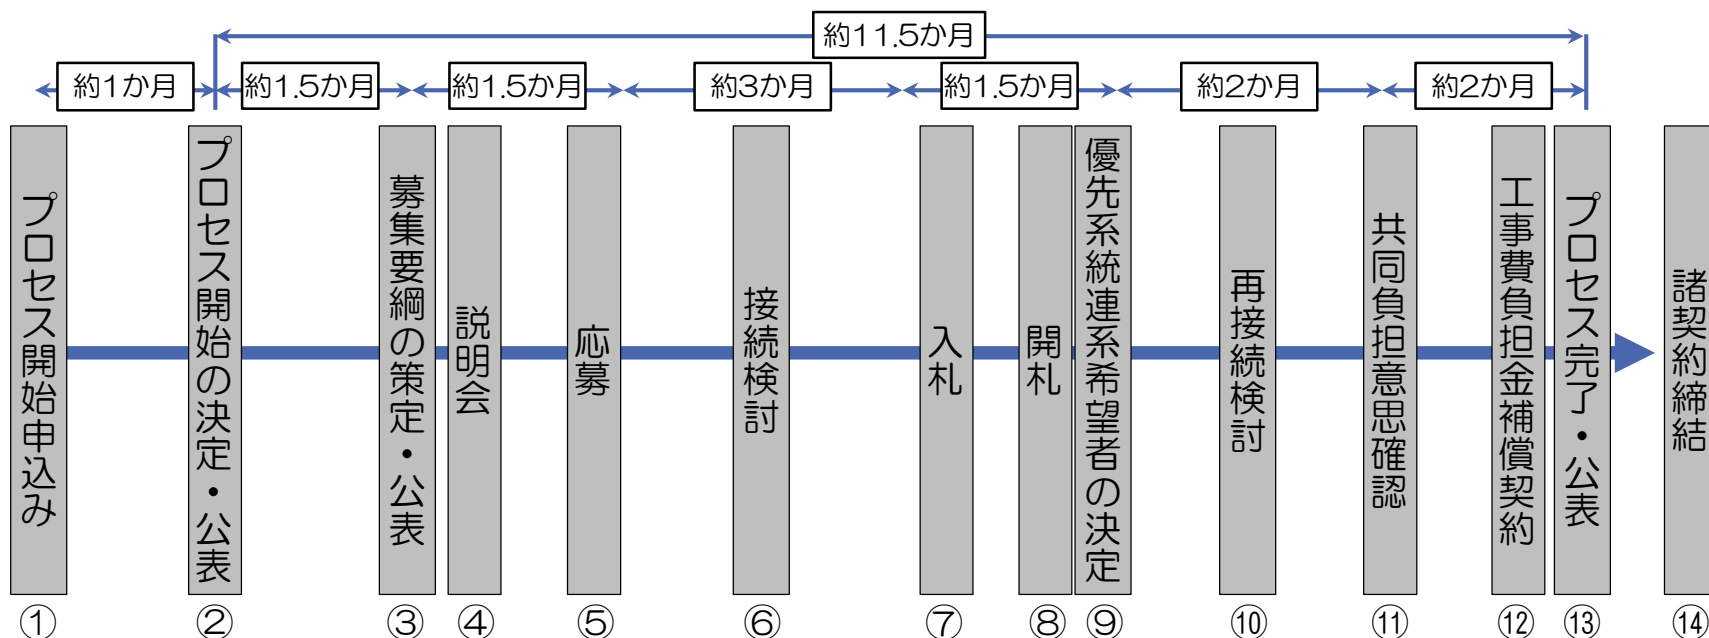 約11.5か月
約1か月
約1.5か月
約1.5か月
約3か月
約1.5か月
約2か月
約2か月
プロセス開始申込み
プロセス開始の決定・公表
募集要綱の策定・公表
説明会
応募
接続検討
入札
開札
優先系統連系希望者の決定
再接続検討
共同負担意思確認
工事費負担金補償契約
プロセス完了・公表
諸契約締結
①
②
③
④
⑤
⑥
⑦
⑧
⑨
⑩
⑪
⑫
⑬
⑭